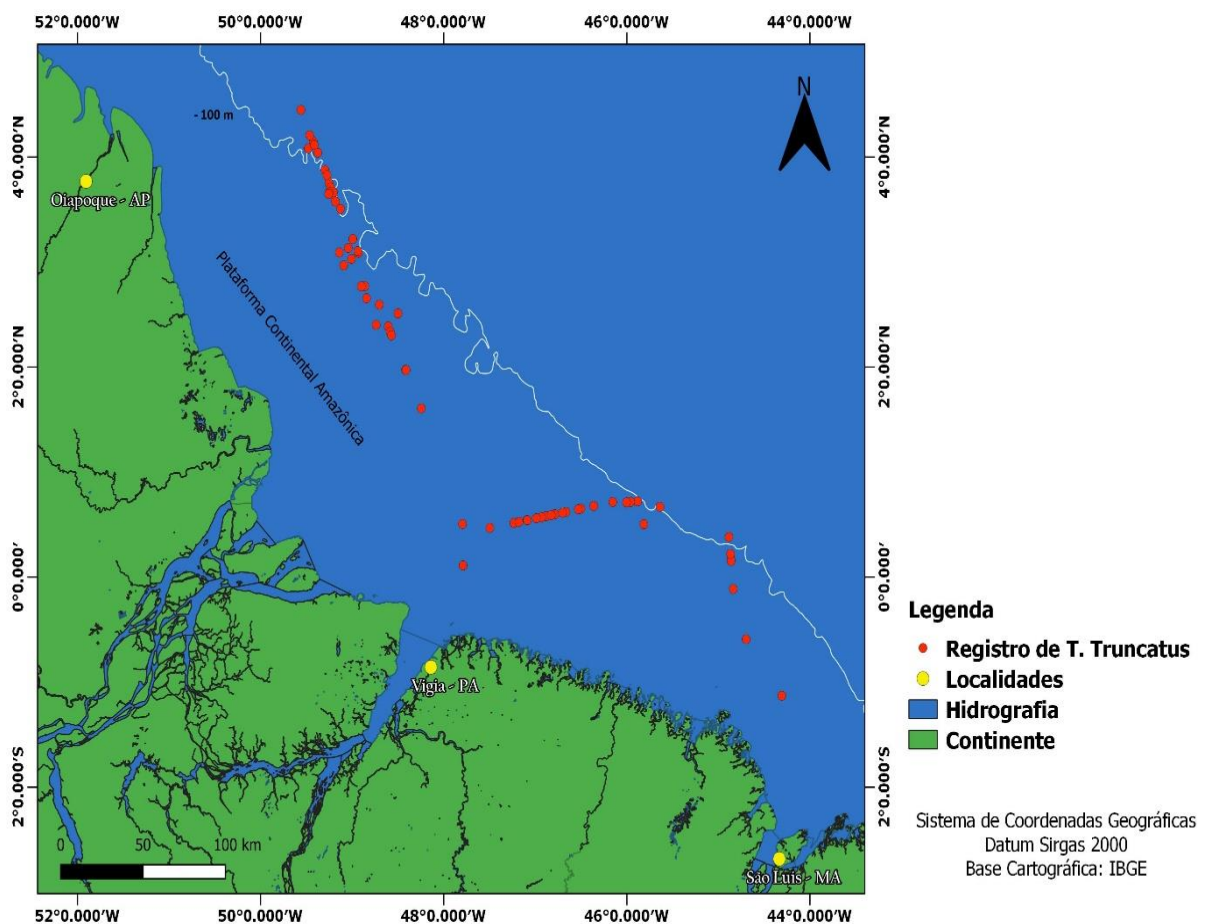 52°0.000′W 50°0.000′W 48°0.000′W 46°0.000′W 44°0.000′W
N
- 100 m
4°0.000′N 4°0.000′N
Oiapoque - AP
Plataforma Continental Amazônica
2°0.000′N 2°0.000′N
0°0.000′ 0°0.000′
Vigia - PA
2°0.000′S 2°0.000′S
0 50 100 km
São Luis - MA
52°0.000′W 50°0.000′W 48°0.000′W 46°0.000′W 44°0.000′W
Legenda
Registro de T. Truncatus
Localidades
Hidrografia
Continente
Sistema de Coordenadas Geográficas
Datum Sirgas 2000
Base Cartográfica: IBGE